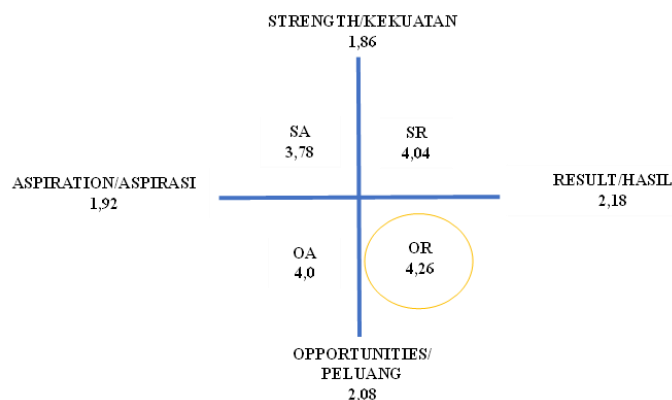 STRENGTH/KEKUATAN
1,86
SA
3,78
SR
4,04
ASPIRATION/ASPIRASI
1,92
RESULT/HASIL
2,18
OA
4,0
OR
4,26
OPPORTUNITIES/
PELUANG
2,08